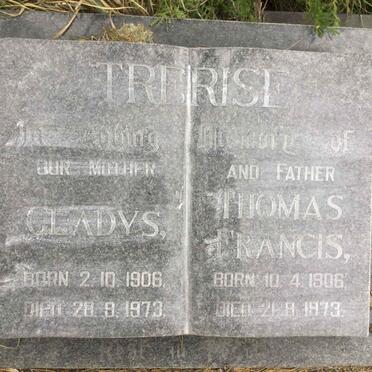 TRERISE
In Loving Memory of
OUR MOTHER
GLADYS,
BORN 2.10.1906,
DIED 28.8.1973.
AND FATHER
THOMAS
FRANCIS,
BORN 10.4.1906,
DIED 21.8.1973.